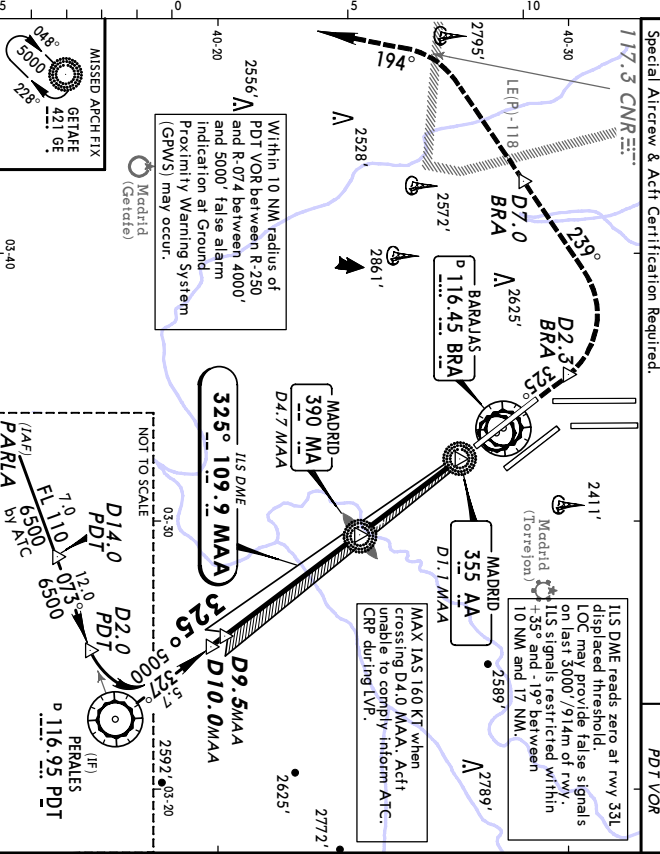 Special Aircrew & Acft Certification Required.
PDT VOR
117.3 CNR
40-30
10
5
40-20
0
5
2795'
194°
LE(P)-118
D7.0
BRA
239°
2528'
2556'
2572'
2861'
2625'
D2.3
BRA
325°
BARAJAS
D 116.45 BRA
MISSED APCH FIX
048°
5000
228°
GETAFE
421 GE
Within 10 NM radius of
PDT VOR between R-250
and R-074 between 4000'
and 5000' false alarm
indication at Ground
Proximity Warning System
(GPWS) may occur.
Madrid
(Getafe)
03-40
2411'
Madrid
(Torrejon)
MADRID
390 MA
D4.7 MAA
ILS DME
325° 109.9 MAA
MADRID
355 AA
D1.1 MAA
ILS DME reads zero at rwy 33L
displaced threshold.
LOC may provide false signals
on last 3000'/914m of rwy.
ILS signals restricted within
+35° and -19° between
10 NM and 17 NM.
MAX IAS 160 KT when
crossing D4.0 MAA. Acft
unable to comply inform ATC.
CRP during LVP.
2589'
2789'
03-30
NOT TO SCALE
(IAF)
PARLA
7.0
FL 110
6500
by ATC
D14.0
PDT
12.0
073°
6500
D2.0
PDT
325°
5000
327°
5.7
D9.5MAA
D10.0MAA
(IF)
PERALES
D 116.95 PDT
2592'
03-20
2625'
2772'